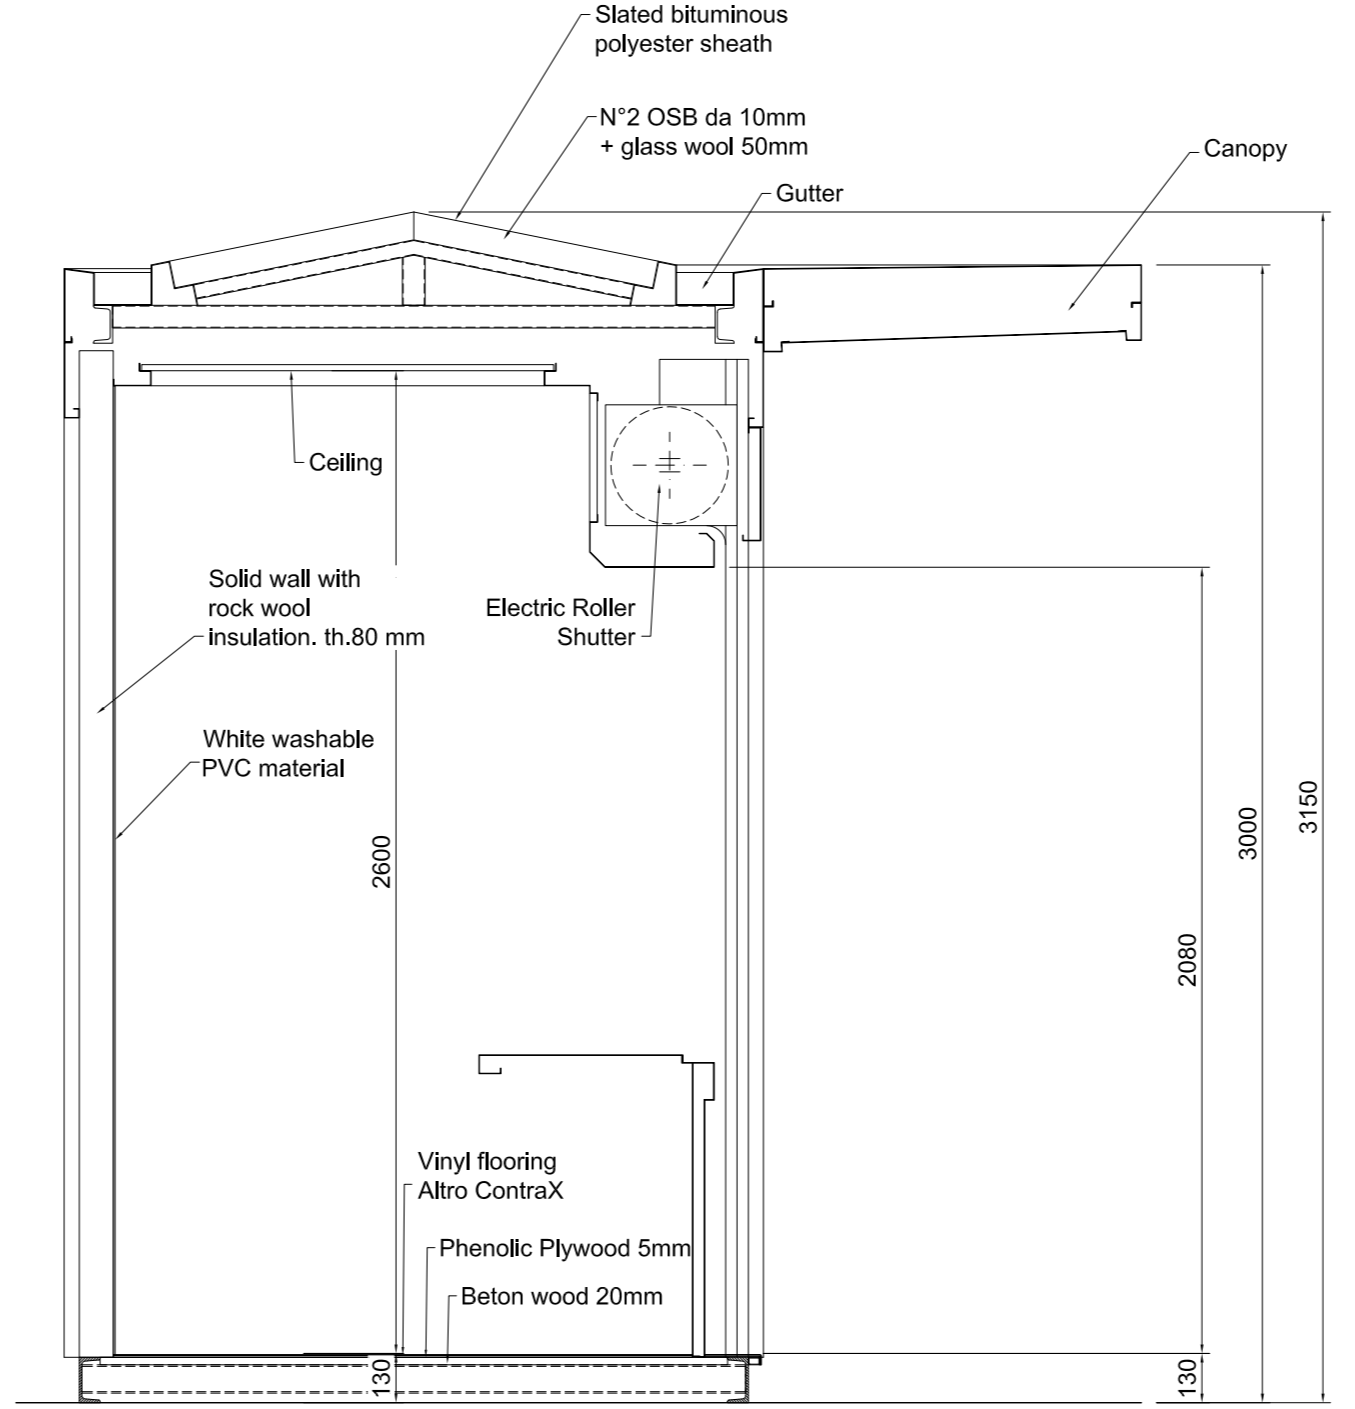 Slated bituminous
polyester sheath
N°2 OSB da 10mm
+ glass wool 50mm
Canopy
Gutter
Ceiling
Solid wall with
rock wool
insulation. th.80 mm
Electric Roller
Shutter
White washable
PVC material
2600
2080
3000
3150
Vinyl flooring
Altro ContraX
Phenolic Plywood 5mm
Beton wood 20mm
130
130